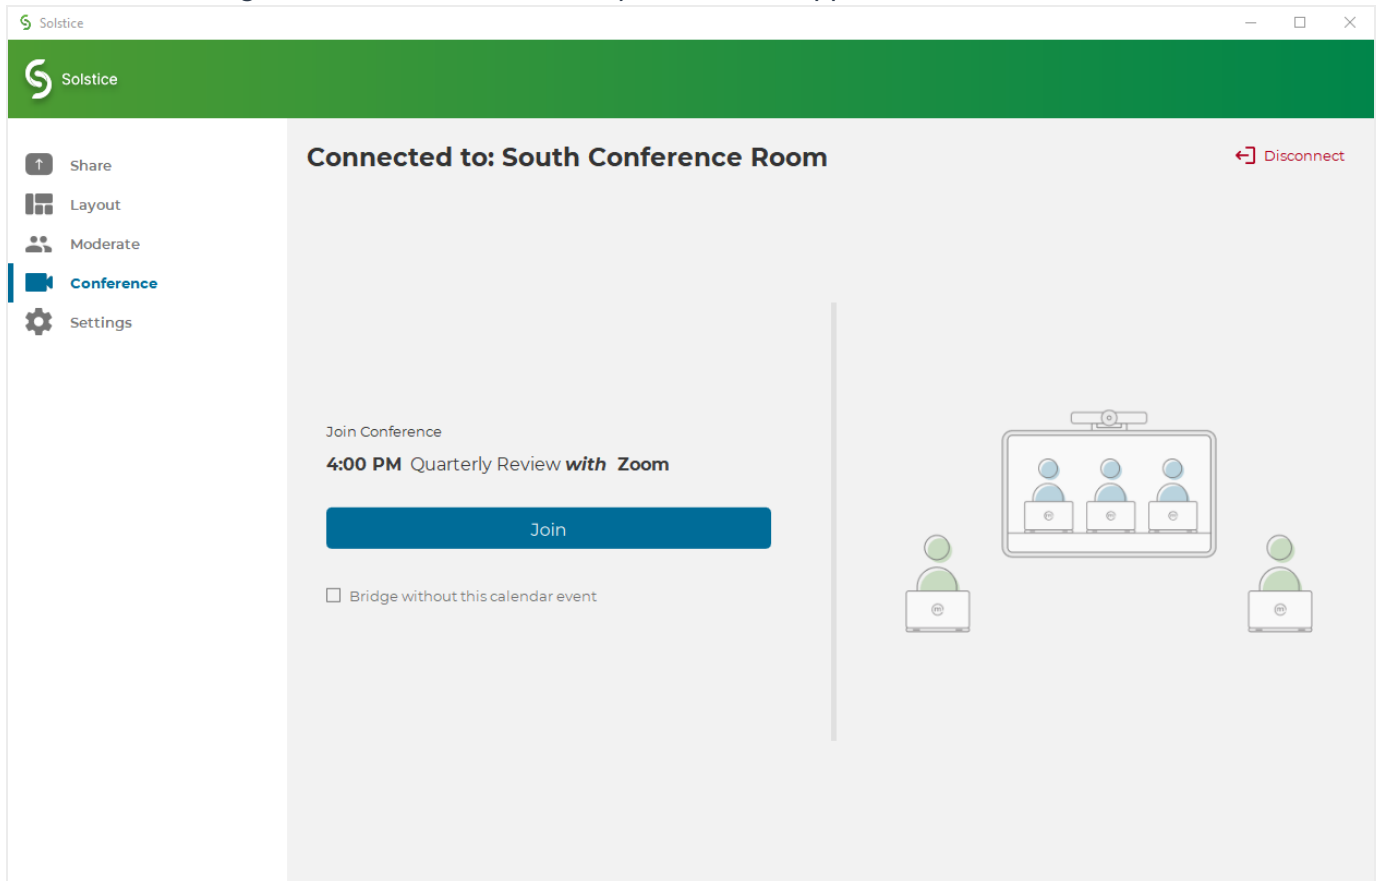 Solstice
Solstice
Share
Layout
Moderate
Conference
Settings
Connected to: South Conference Room
Disconnect
Join Conference
4:00 PM Quarterly Review with Zoom
Join
Bridge without this calendar event